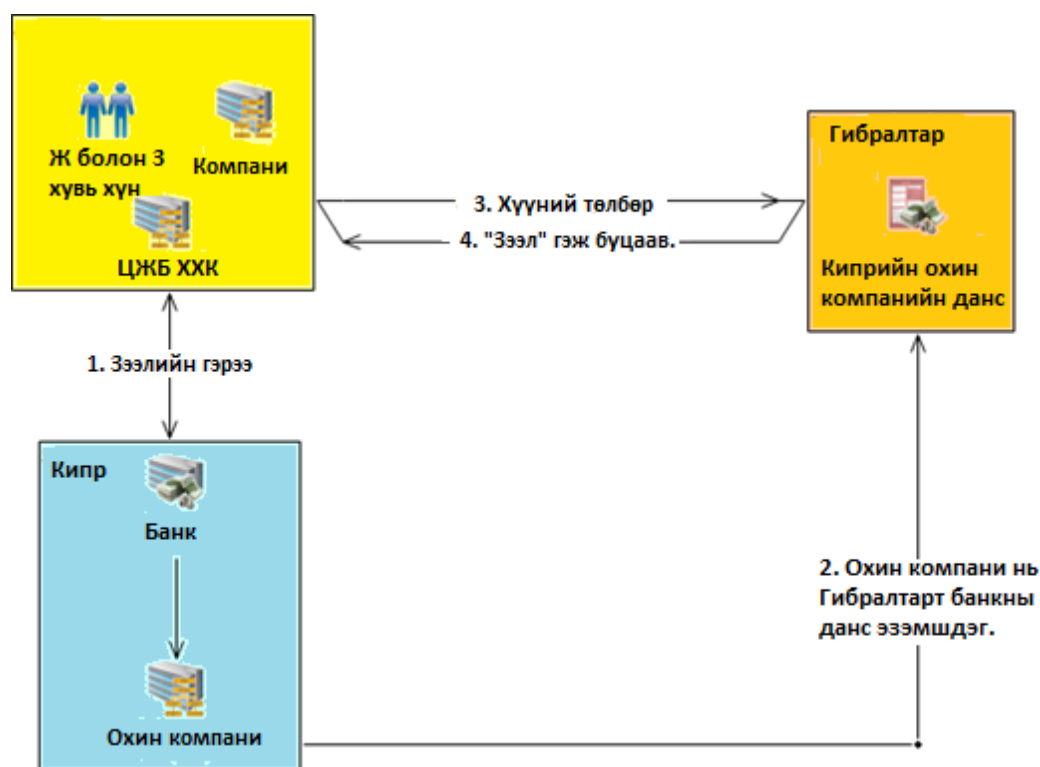 Ж болон 3
хувь хүн
Компани
ЦЖБ ХХК
Гибралтар
Киприйн охин
компанийн данс
3. Хүүний төлбөр
4. "Зээл" гэж буцаав.
1. Зээлийн гэрээ
Кипр
Банк
Охин компани
2. Охин компани нь
Гибралтарт банкны
данс эзэмшдэг.